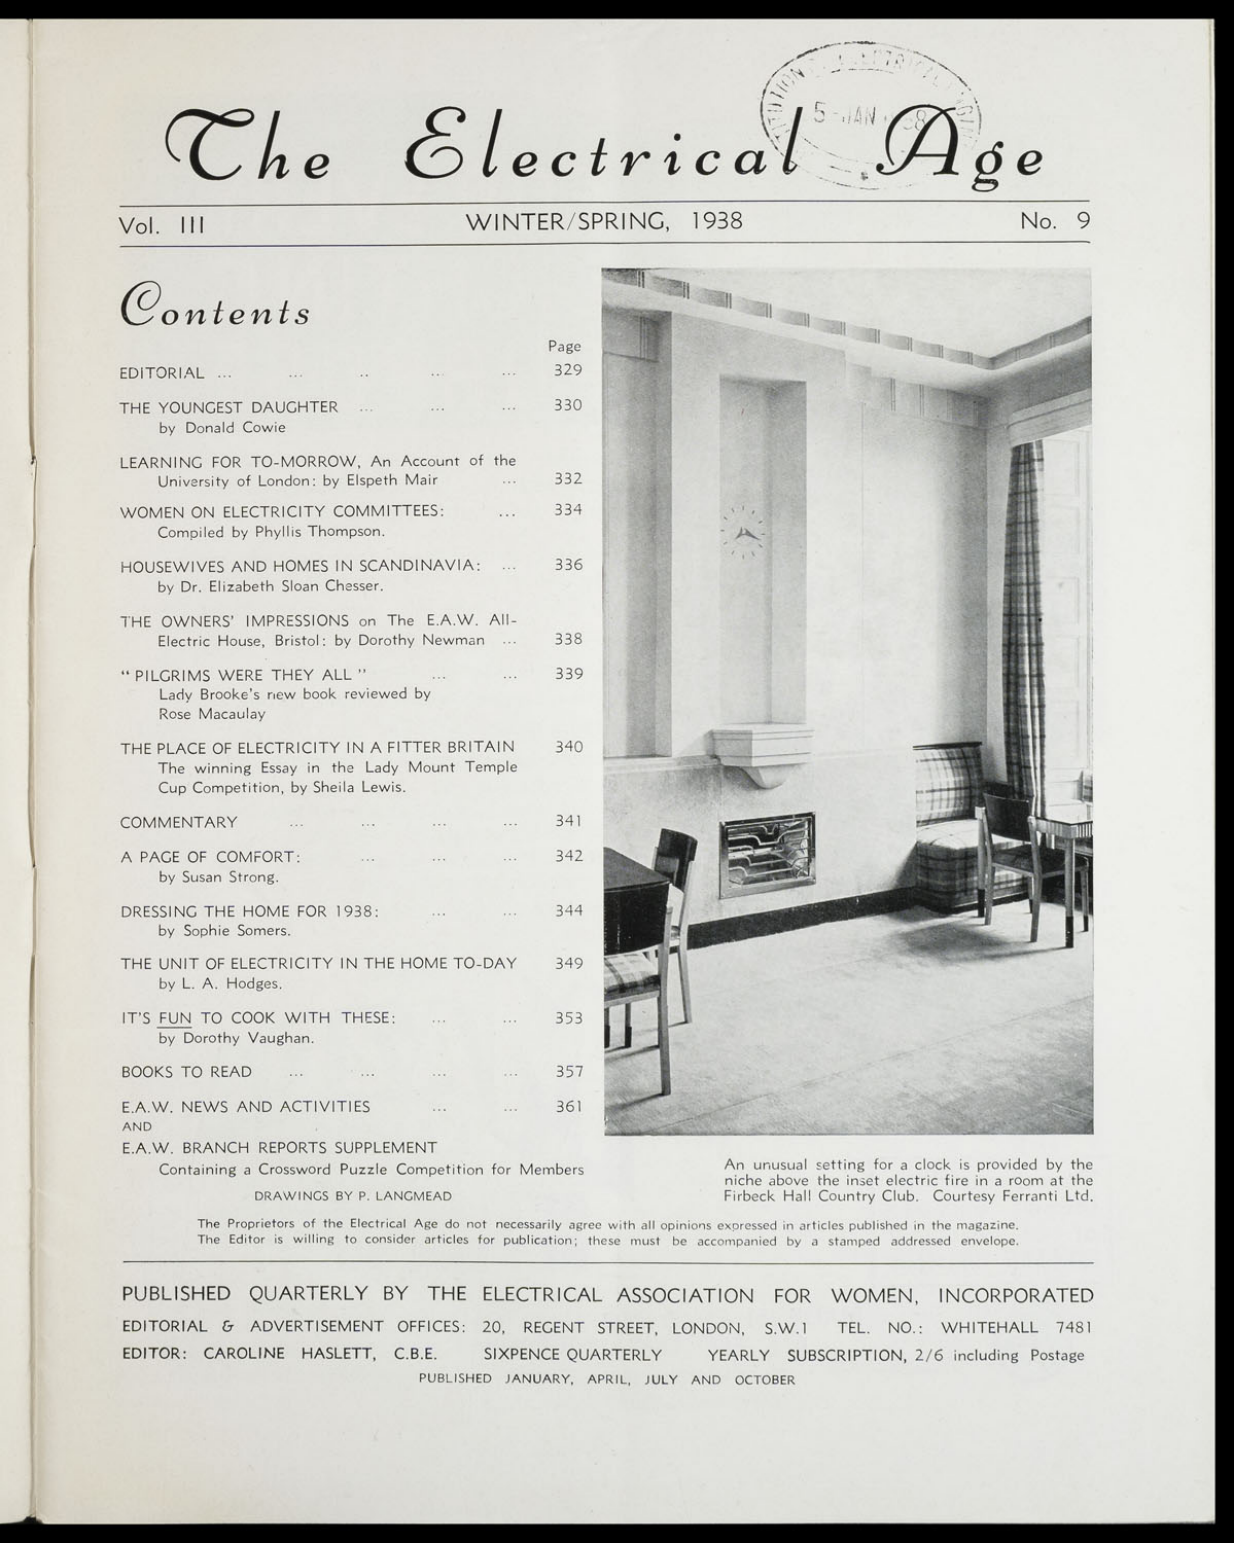 5 JAN
The Electrical Age
Vol. III WINTER/SPRING, 1938 No. 9
Contents
Page
EDITORIAL ... ... .. ... ... 329
THE YOUNGEST DAUGHTER ... ... ... 330
by Donald Cowie
LEARNING FOR TO-MORROW, An Account of the
University of London: by Elspeth Mair ... 332
WOMEN ON ELECTRICITY COMMITTEES: ... 334
Compiled by Phyllis Thompson.
HOUSEWIVES AND HOMES IN SCANDINAVIA: ... 336
by Dr. Elizabeth Sloan Chesser.
THE OWNERS' IMPRESSIONS on The E.A.W. All-
Electric House, Bristol: by Dorothy Newman ... 338
" PILGRIMS WERE THEY ALL " ... ... 339
Lady Brooke's new book reviewed by
Rose Macaulay
THE PLACE OF ELECTRICITY IN A FITTER BRITAIN 340
The winning Essay in the Lady Mount Temple
Cup Competition, by Sheila Lewis.
COMMENTARY ... ... ... ... 341
A PAGE OF COMFORT: ... ... ... 342
by Susan Strong.
DRESSING THE HOME FOR 1938: ... ... 344
by Sophie Somers.
THE UNIT OF ELECTRICITY IN THE HOME TO-DAY 349
by L. A. Hodges.
IT'S FUN TO COOK WITH THESE: ... ... 353
by Dorothy Vaughan.
BOOKS TO READ ... ... ... ... 357
E.A.W. NEWS AND ACTIVITIES ... ... 361
AND
E.A.W. BRANCH REPORTS SUPPLEMENT
Containing a Crossword Puzzle Competition for Members
DRAWINGS BY P. LANGMEAD
An unusual setting for a clock is provided by the
niche above the inset electric fire in a room at the
Firbeck Hall Country Club. Courtesy Ferranti Ltd.
The Proprietors of the Electrical Age do not necessarily agree with all opinions expressed in articles published in the magazine.
The Editor is willing to consider articles for publication; these must be accompanied by a stamped addressed envelope.
PUBLISHED QUARTERLY BY THE ELECTRICAL ASSOCIATION FOR WOMEN, INCORPORATED
EDITORIAL & ADVERTISEMENT OFFICES: 20, REGENT STREET, LONDON, S.W.1 TEL. NO.: WHITEHALL 7481
EDITOR: CAROLINE HASLETT, C.B.E. SIXPENCE QUARTERLY YEARLY SUBSCRIPTION, 2/6 including Postage
PUBLISHED JANUARY, APRIL, JULY AND OCTOBER